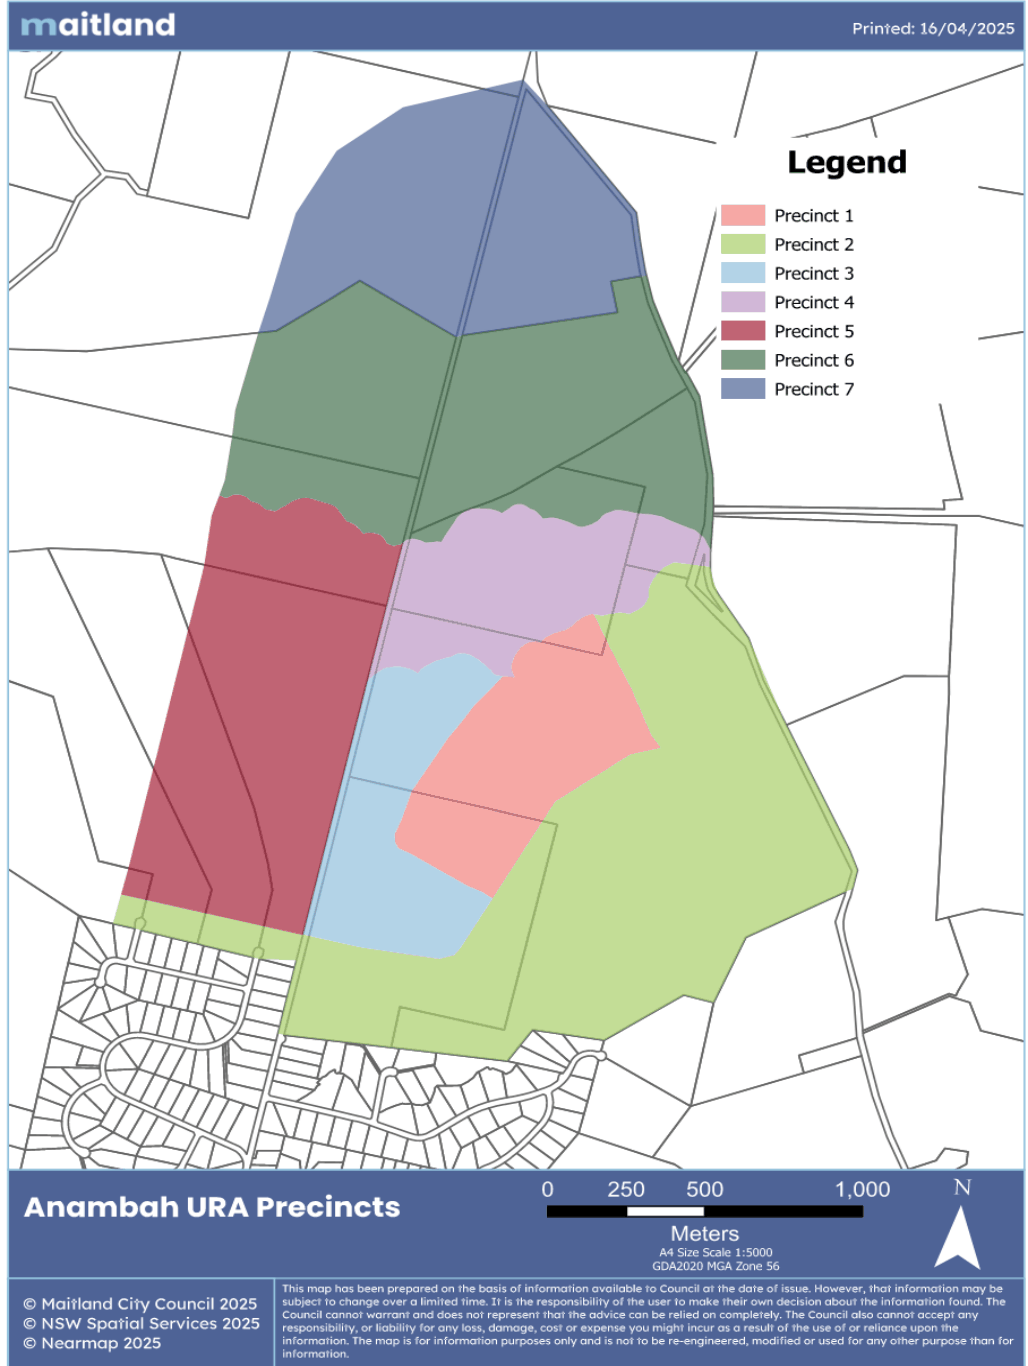 maitland
Printed: 16/04/2025
Legend
Precinct 1
Precinct 2
Precinct 3
Precinct 4
Precinct 5
Precinct 6
Precinct 7
Anambah URA Precincts
0 250 500 1,000
Meters
A4 Size Scale 1:5000
GDA2020 MGA Zone 56
N
© Maitland City Council 2025
© NSW Spatial Services 2025
© Nearmap 2025
This map has been prepared on the basis of information available to Council at the date of issue. However, that information may be
subject to change over a limited time. It is the responsibility of the user to make their own decision about the information found. The
Council cannot warrant and does not represent that the advice can be relied on completely. The Council also cannot accept any
responsibility, or liability for any loss, damage, cost or expense you might incur as a result of the use of or reliance upon the
information. The map is for information purposes only and is not to be re-engineered, modified or used for any other purpose than for
information.